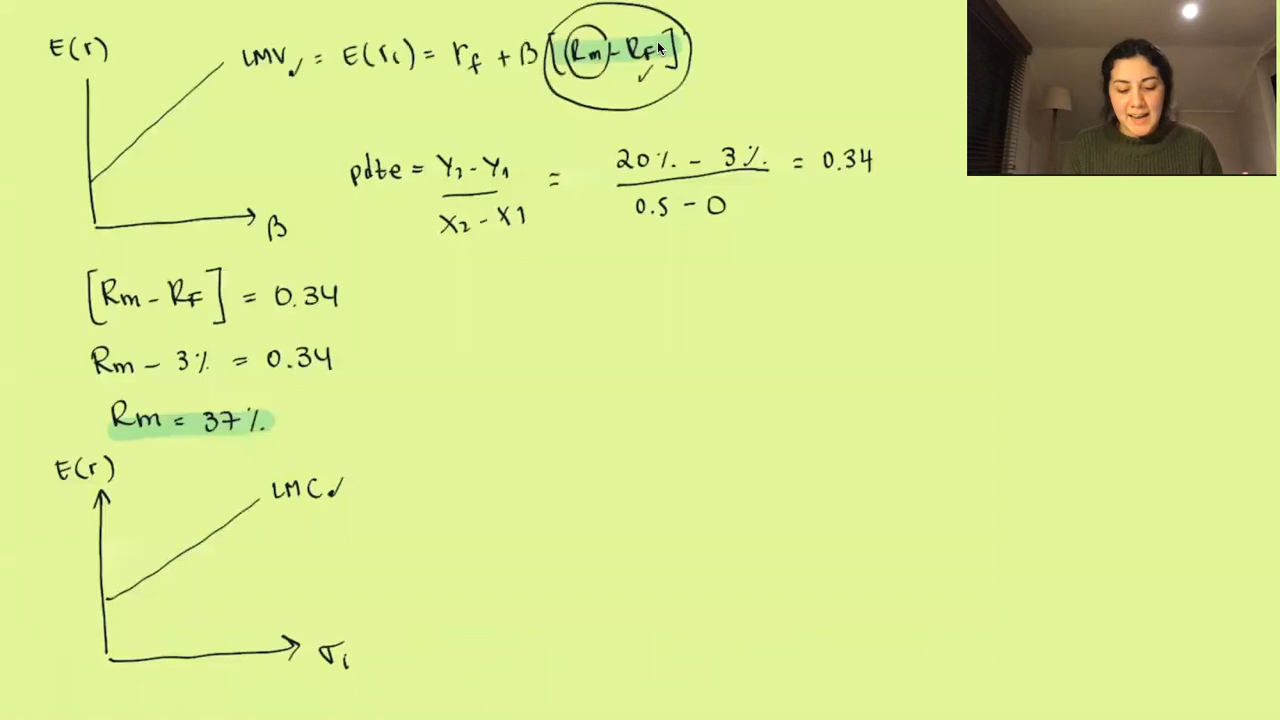 E(r)
LMV ✓ = E(ri) = rf + β [Rm - RF]
✓
β
pdte = Y2 - Y1 / X2 - X1 = 20% - 3% / 0.5 - 0 = 0.34
[Rm - RF] = 0.34
Rm - 3% = 0.34
Rm = 37%
E(r)
LMC ✓
σi